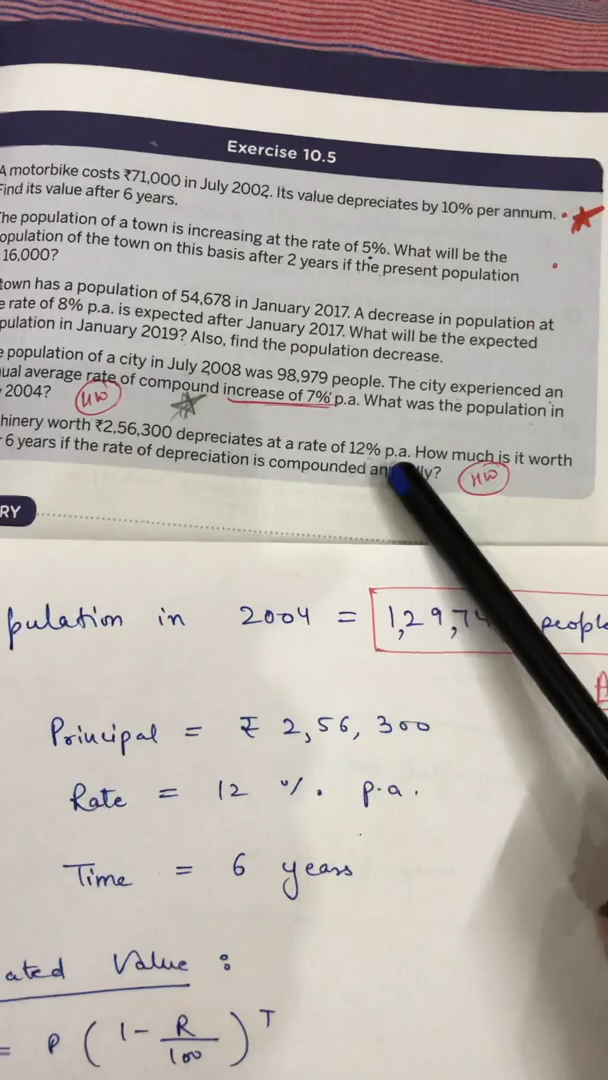 Exercise 10.5
A motorbike costs ₹71,000 in July 2002. Its value depreciates by 10% per annum.
Find its value after 6 years.
he population of a town is increasing at the rate of 5%. What will be the
opulation of the town on this basis after 2 years if the present population
16,000?
town has a population of 54,678 in January 2017. A decrease in population at
e rate of 8% p.a. is expected after January 2017. What will be the expected
pulation in January 2019? Also, find the population decrease.
e population of a city in July 2008 was 98,979 people. The city experienced an
ual average rate of compound increase of 7% p.a. What was the population in
2004?
HW
hinery worth ₹2,56,300 depreciates at a rate of 12% p.a. How much is it worth
6 years if the rate of depreciation is compounded an lly?
HW
RY
pulation in 2004 = 1,29,74 people
Principal = ₹ 2,56,300
Rate = 12 %. p.a.
Time = 6 years
ated Value :
= P ( 1 - R/100 )^T